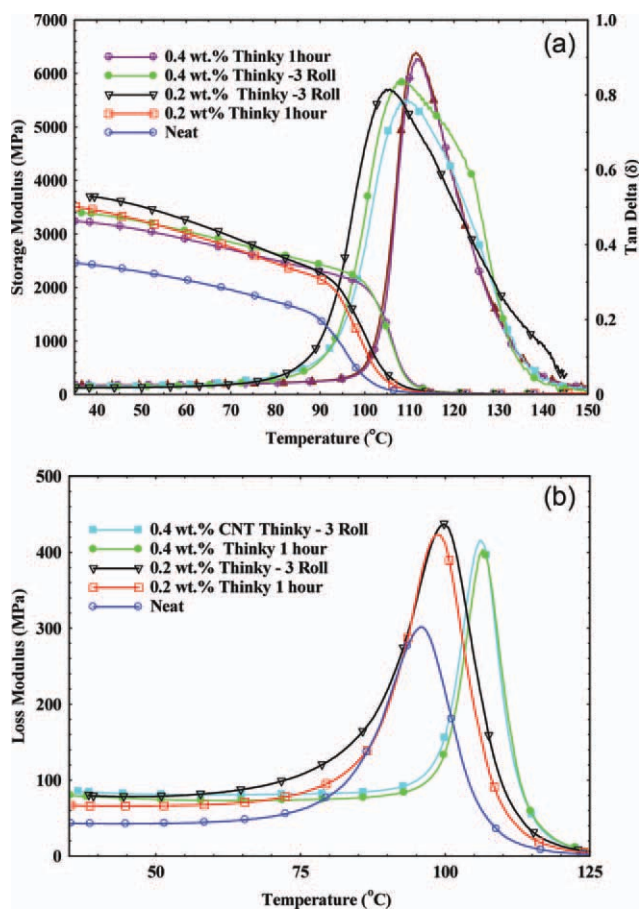 7000
6000
5000
4000
3000
2000
1000
0
Storage Modulus (MPa)
0.4 wt.% Thinky 1hour
0.4 wt.% Thinky -3 Roll
0.2 wt.% Thinky -3 Roll
0.2 wt% Thinky 1hour
Neat
(a)
1.0
0.8
0.6
0.4
0.2
0
Tan Delta (δ)
40 50 60 70 80 90 100 110 120 130 140 150
Temperature (°C)
500
400
300
200
100
0
Loss Modulus (MPa)
0.4 wt.% CNT Thinky - 3 Roll
0.4 wt.% Thinky 1 hour
0.2 wt.% Thinky - 3 Roll
0.2 wt.% Thinky 1 hour
Neat
(b)
50 75 100 125
Temperature (°C)